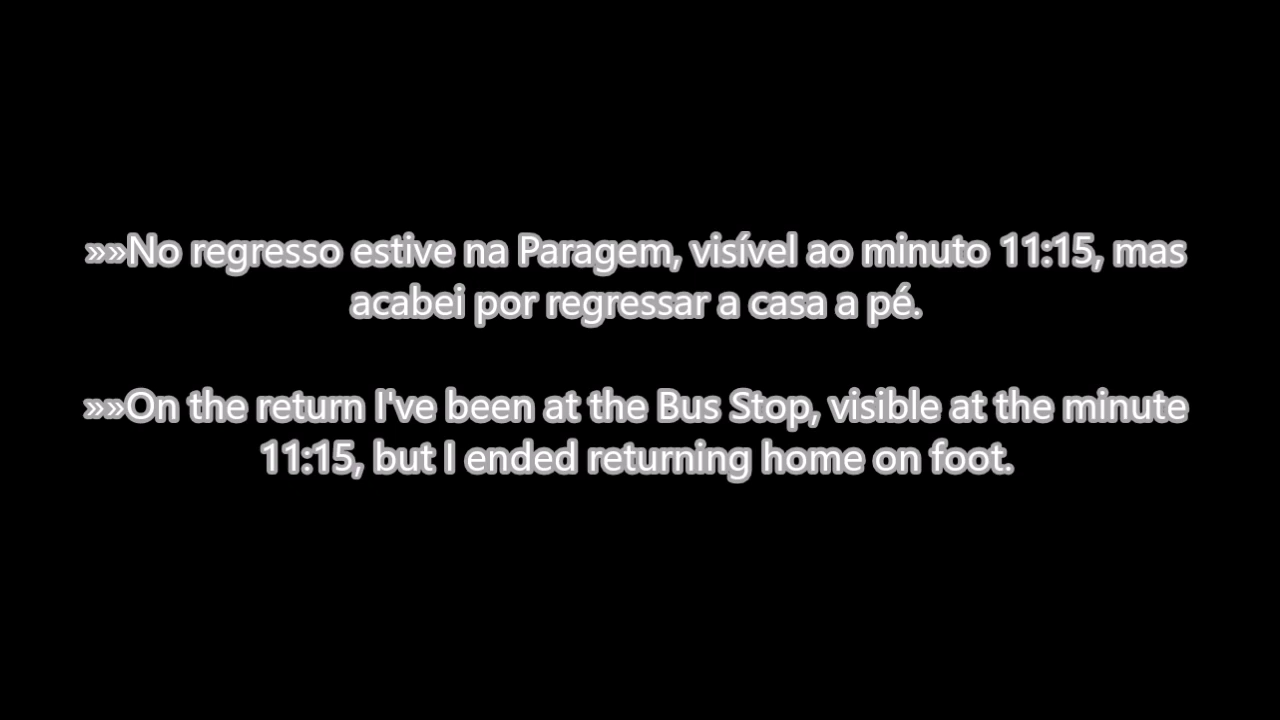 »»No regresso estive na Paragem, visível ao minuto 11:15, mas
acabei por regressar a casa a pé.
»»On the return I've been at the Bus Stop, visible at the minute
11:15, but I ended returning home on foot.